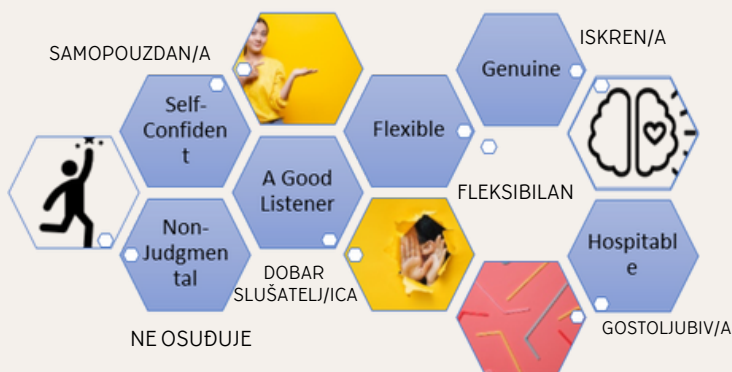 SAMOPOUZDAN/A
ISKREN/A
Self-
Confiden
t
Flexible
Genuine
A Good
Listener
FLEKSIBILAN
Non-
Judgmen
tal
Hospitabl
e
DOBAR
SLUŠATELJ/ICA
NE OSUĐUJE
GOSTOLJUBIV/A